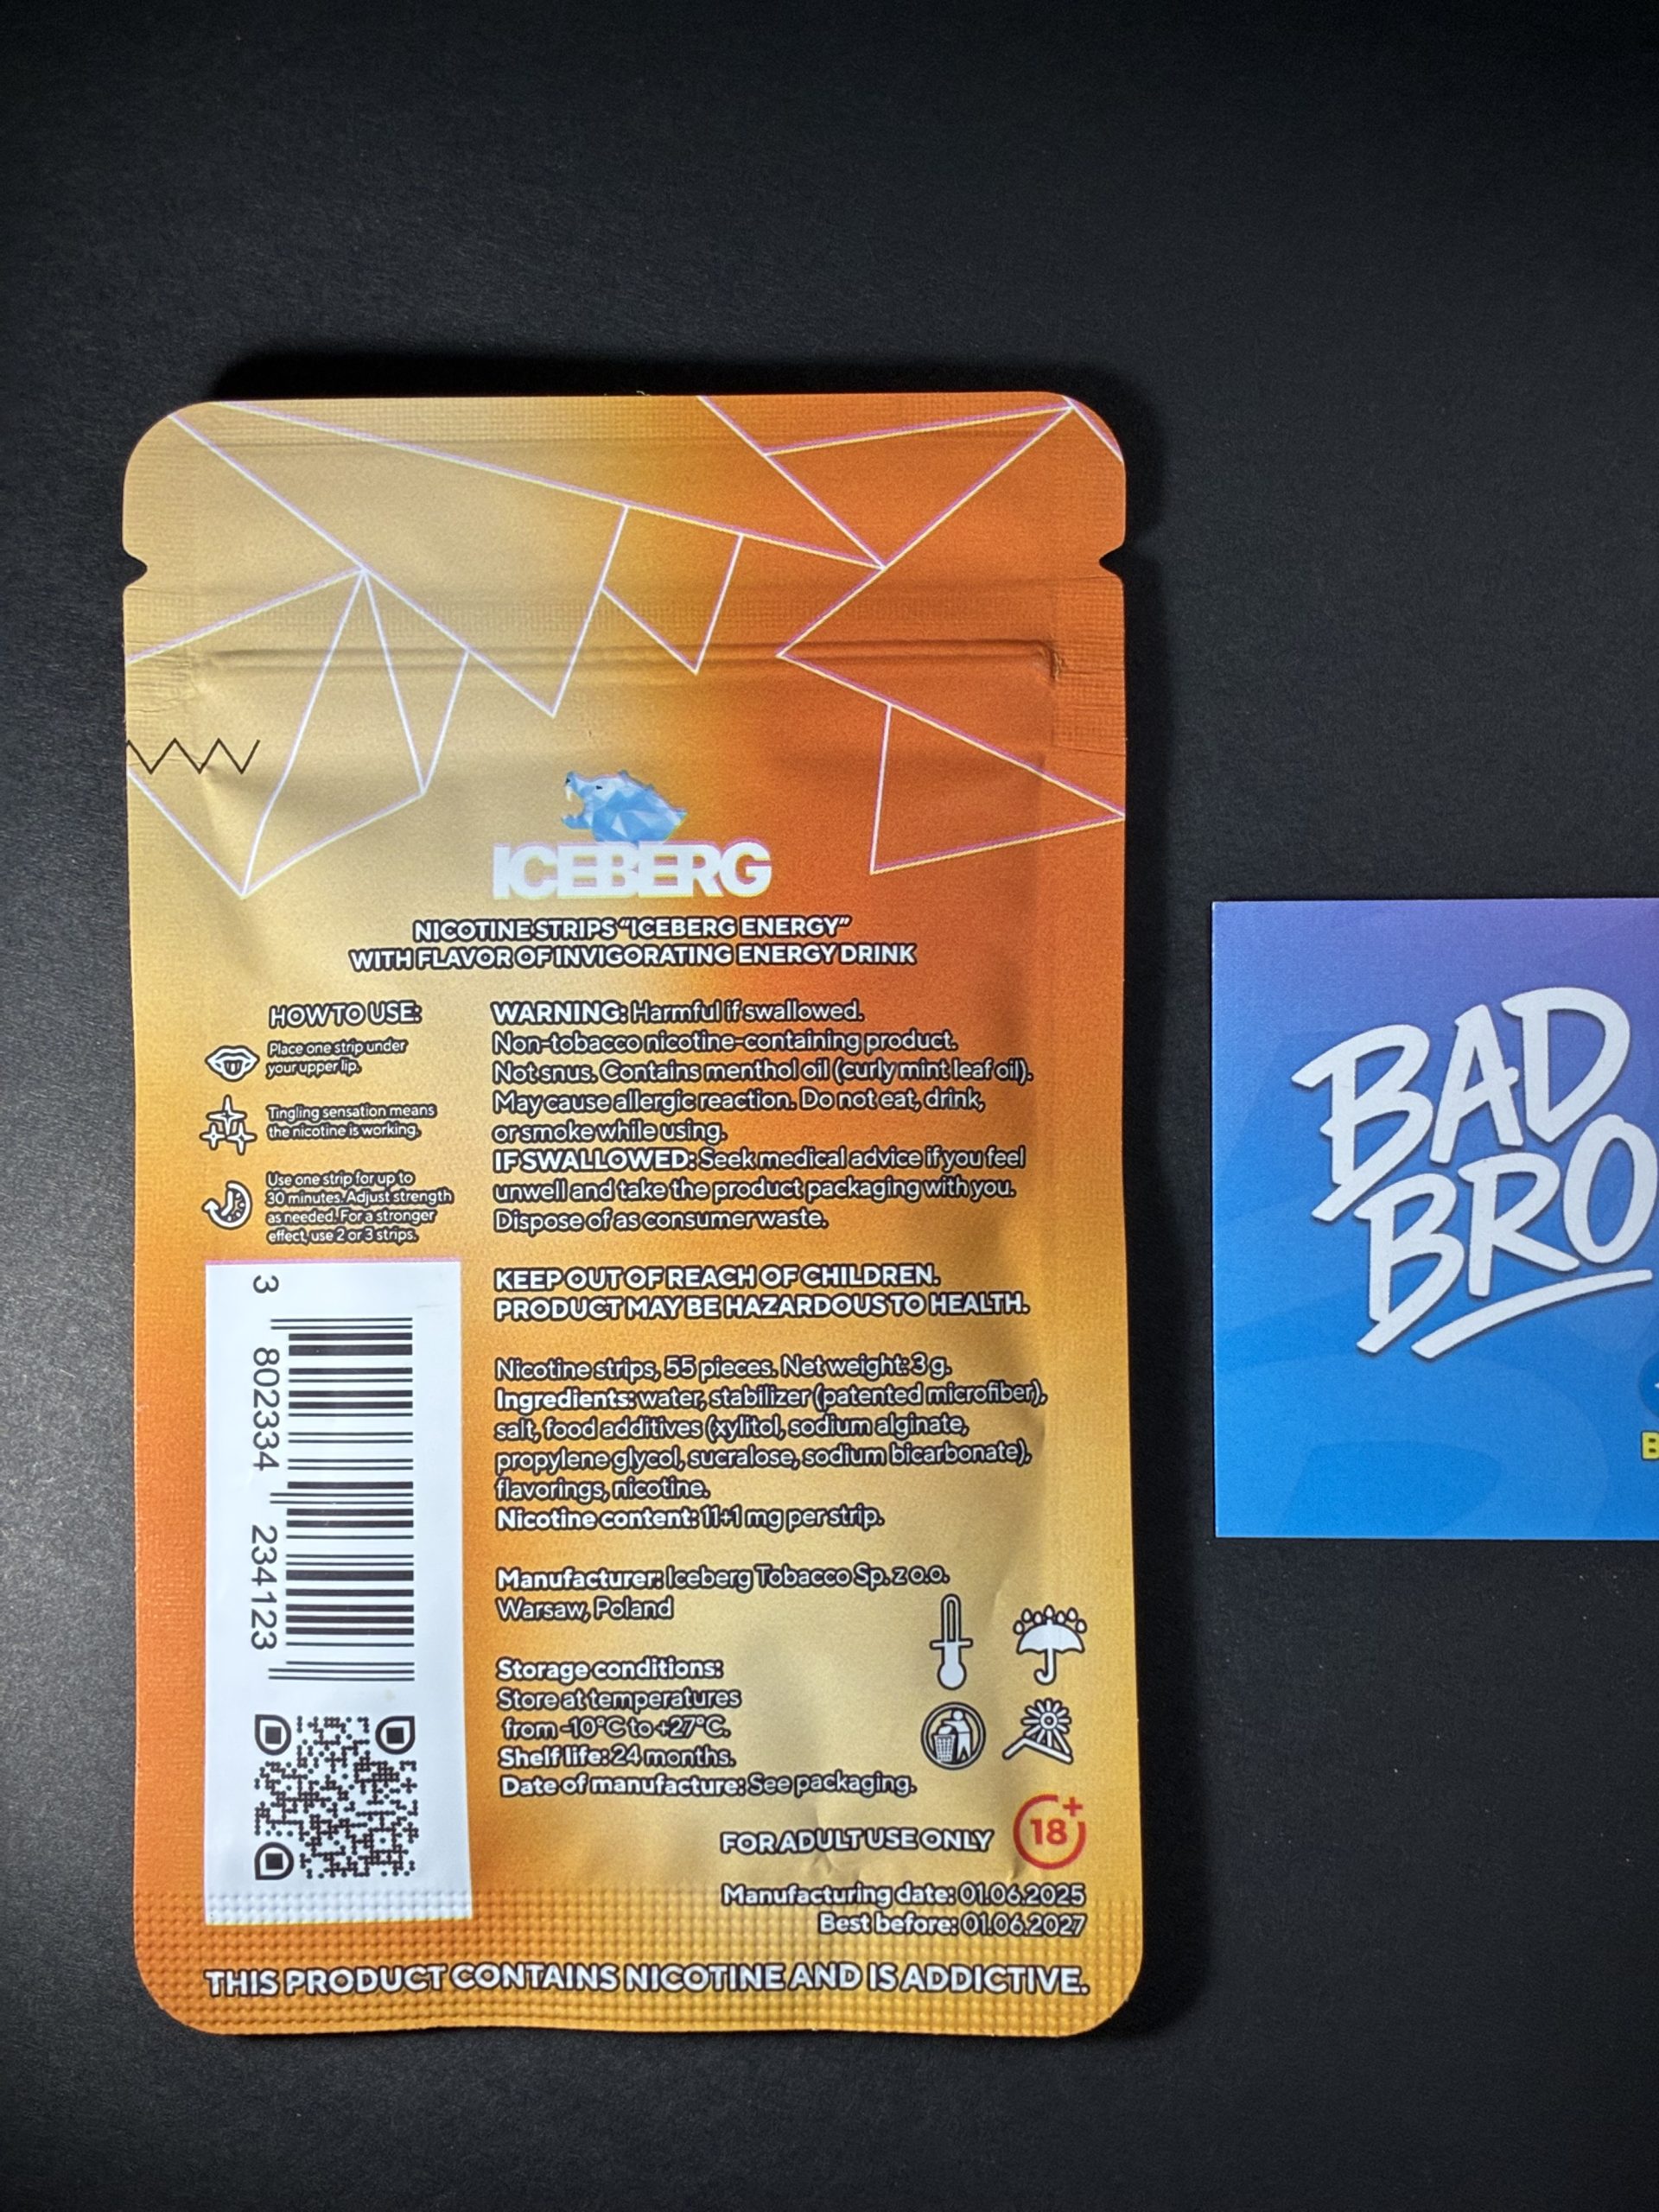 ICEBERG
NICOTINE STRIPS "ICEBERG ENERGY"
WITH FLAVOR OF INVIGORATING ENERGY DRINK
HOW TO USE:
Place one strip under
your upper lip.
Tingling sensation means
the nicotine is working.
Use one strip for up to
30 minutes. Adjust strength
as needed. For a stronger
effect, use 2 or 3 strips.
WARNING: Harmful if swallowed.
Non-tobacco nicotine-containing product.
Not snus. Contains menthol oil (curly mint leaf oil).
May cause allergic reaction. Do not eat, drink,
or smoke while using.
IF SWALLOWED: Seek medical advice if you feel
unwell and take the product packaging with you.
Dispose of as consumer waste.
KEEP OUT OF REACH OF CHILDREN.
PRODUCT MAY BE HAZARDOUS TO HEALTH.
Nicotine strips, 55 pieces. Net weight: 3 g.
Ingredients: water, stabilizer (patented microfiber),
salt, food additives (xylitol, sodium alginate,
propylene glycol, sucralose, sodium bicarbonate),
flavorings, nicotine.
Nicotine content: 11+1 mg per strip.
Manufacturer: Iceberg Tobacco Sp. z o.o.
Warsaw, Poland
Storage conditions:
Store at temperatures
from -10°C to +27°C.
Shelf life: 24 months.
Date of manufacture: See packaging.
FOR ADULT USE ONLY 18+
Manufacturing date: 01.06.2025
Best before: 01.06.2027
THIS PRODUCT CONTAINS NICOTINE AND IS ADDICTIVE.
3 802334 234123
BAD
BRO